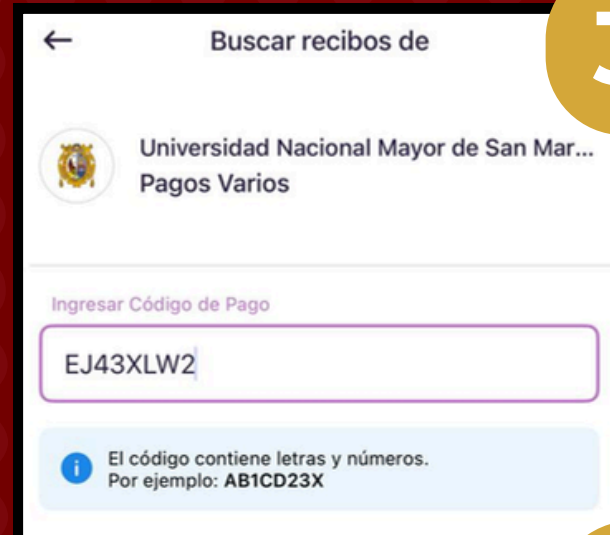 Buscar recibos de
Universidad Nacional Mayor de San Mar...
Pagos Varios
Ingresar Código de Pago
EJ43XLW2
El código contiene letras y números.
Por ejemplo: AB1CD23X